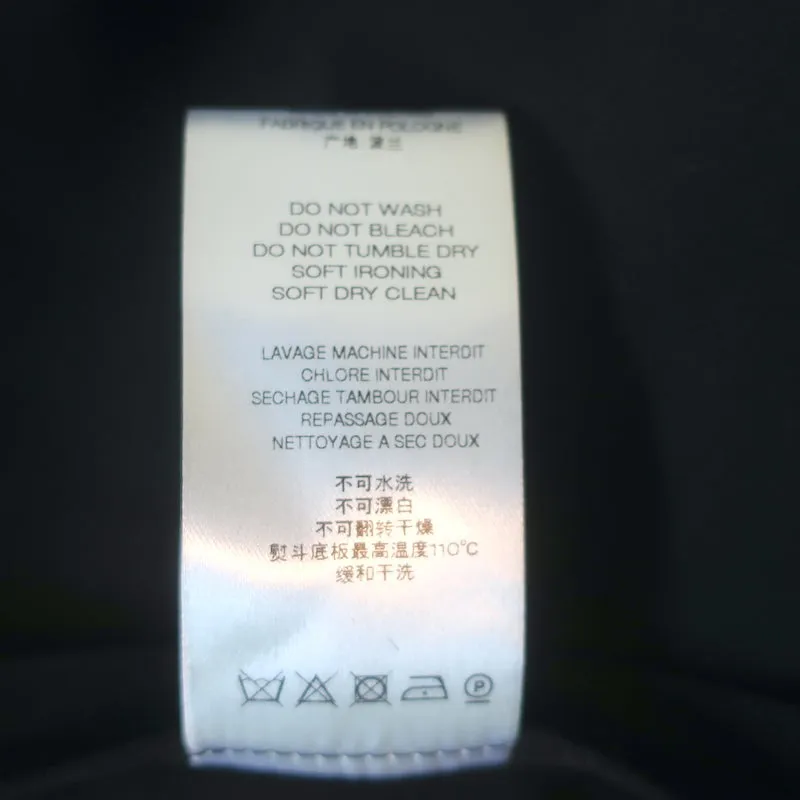 FABRIQUE EN POLOGNE
产地 波兰
DO NOT WASH
DO NOT BLEACH
DO NOT TUMBLE DRY
SOFT IRONING
SOFT DRY CLEAN
LAVAGE MACHINE INTERDIT
CHLORE INTERDIT
SECHAGE TAMBOUR INTERDIT
REPASSAGE DOUX
NETTOYAGE A SEC DOUX
不可水洗
不可漂白
不可翻转干燥
熨斗底板最高温度110°C
缓和干洗
P